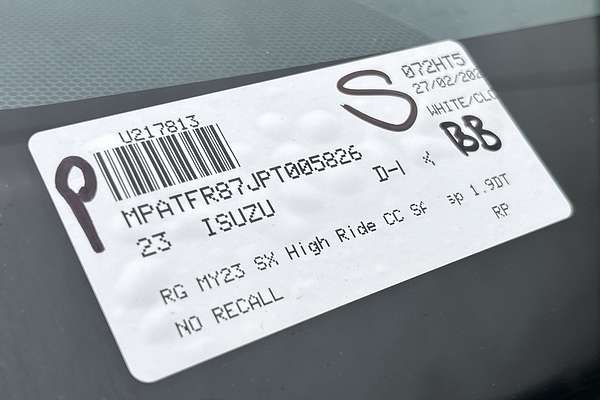 U217813
P
S
072HT5
27/02/202
WHITE/CLO
BB
MPATFR87JPT005826
23 ISUZU D-
RG MY23 SX High Ride CC 1.9DT
NO RECALL RP